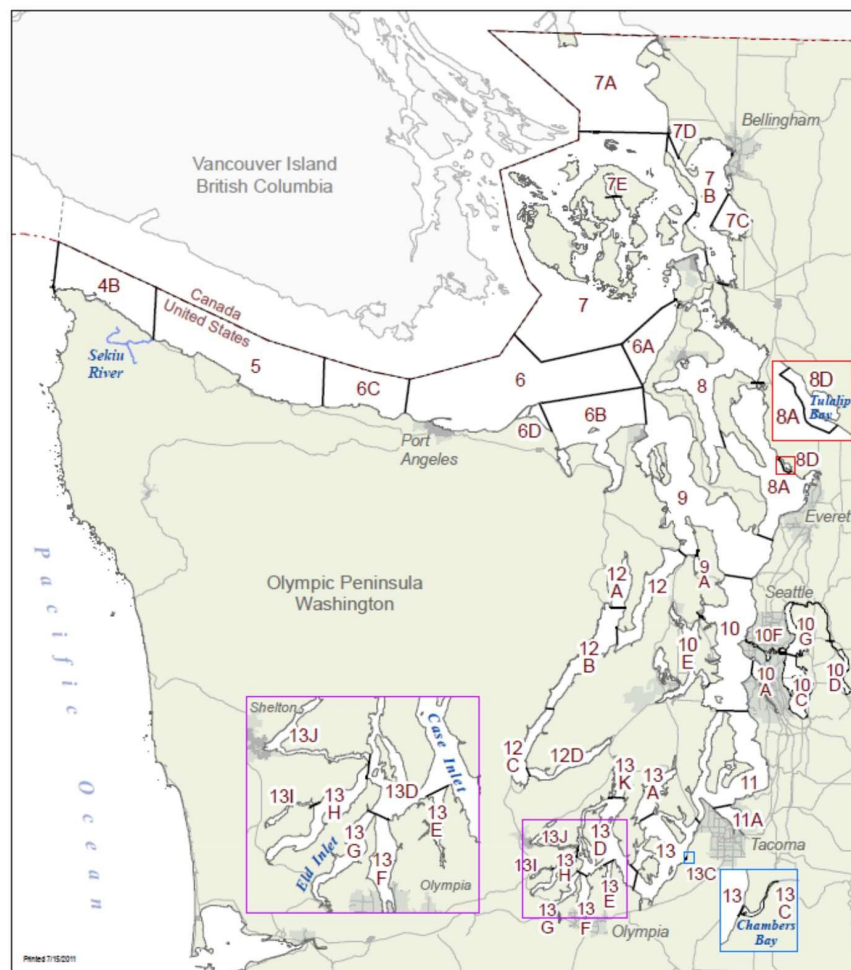 7A
7D
Bellingham
Vancouver Island
British Columbia
7E
7
B
7C
4B
Canada
United States
7
Sekiu
River
5
6C
6
6A
8
8D
8A
Tulalip
Bay
6D
6B
Port
Angeles
8D
8A
9
Everet
Pacific Ocean
Olympic Peninsula
Washington
12
A
12
9
A
Seattle
12
B
10
E
10
10F
10
G
10
A
10
C
10
D
Shelton
13J
Case Inlet
13I
13
H
13D
13
E
Eld Inlet
13
G
13
F
Olympia
12
C
12D
13
K
13
A
11
11A
Tacoma
13J
13
D
13I
13
H
13
13C
13
E
13
G
13
F
Olympia
13
13
C
Chambers
Bay
Printed 7/15/2011